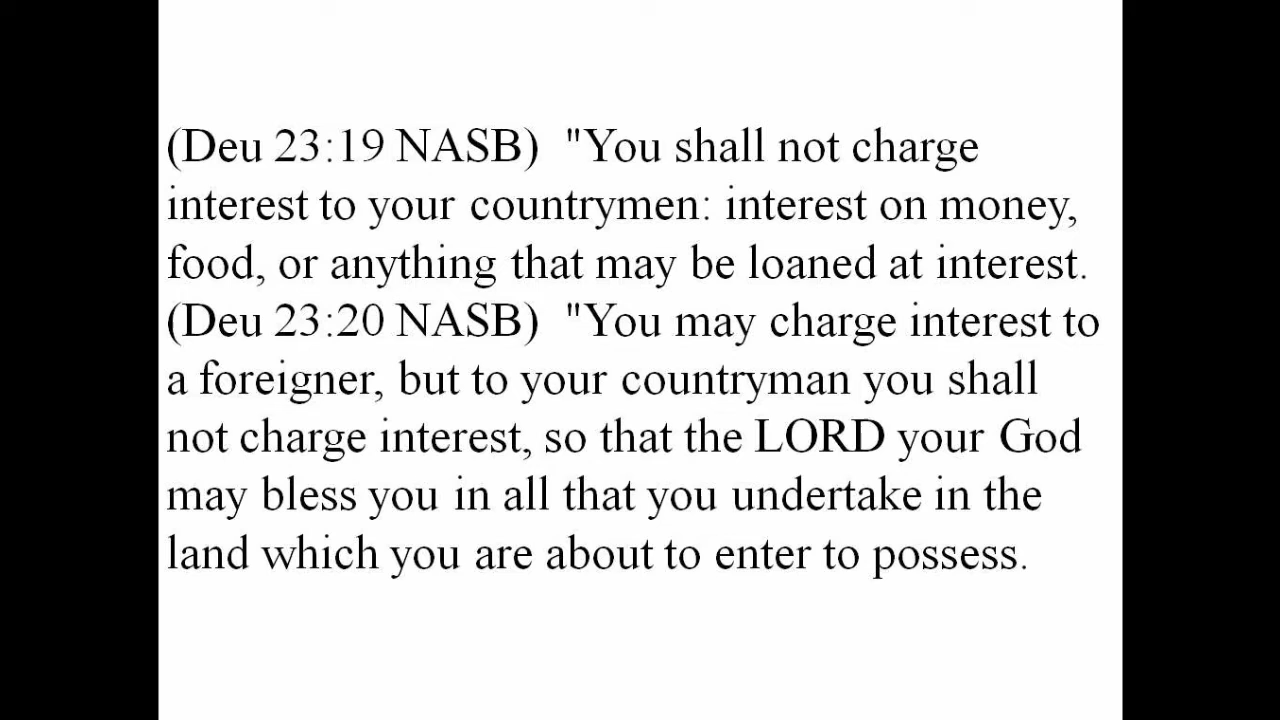 (Deu 23:19 NASB)  "You shall not charge
interest to your countrymen: interest on money,
food, or anything that may be loaned at interest.
(Deu 23:20 NASB)  "You may charge interest to
a foreigner, but to your countryman you shall
not charge interest, so that the LORD your God
may bless you in all that you undertake in the
land which you are about to enter to possess.